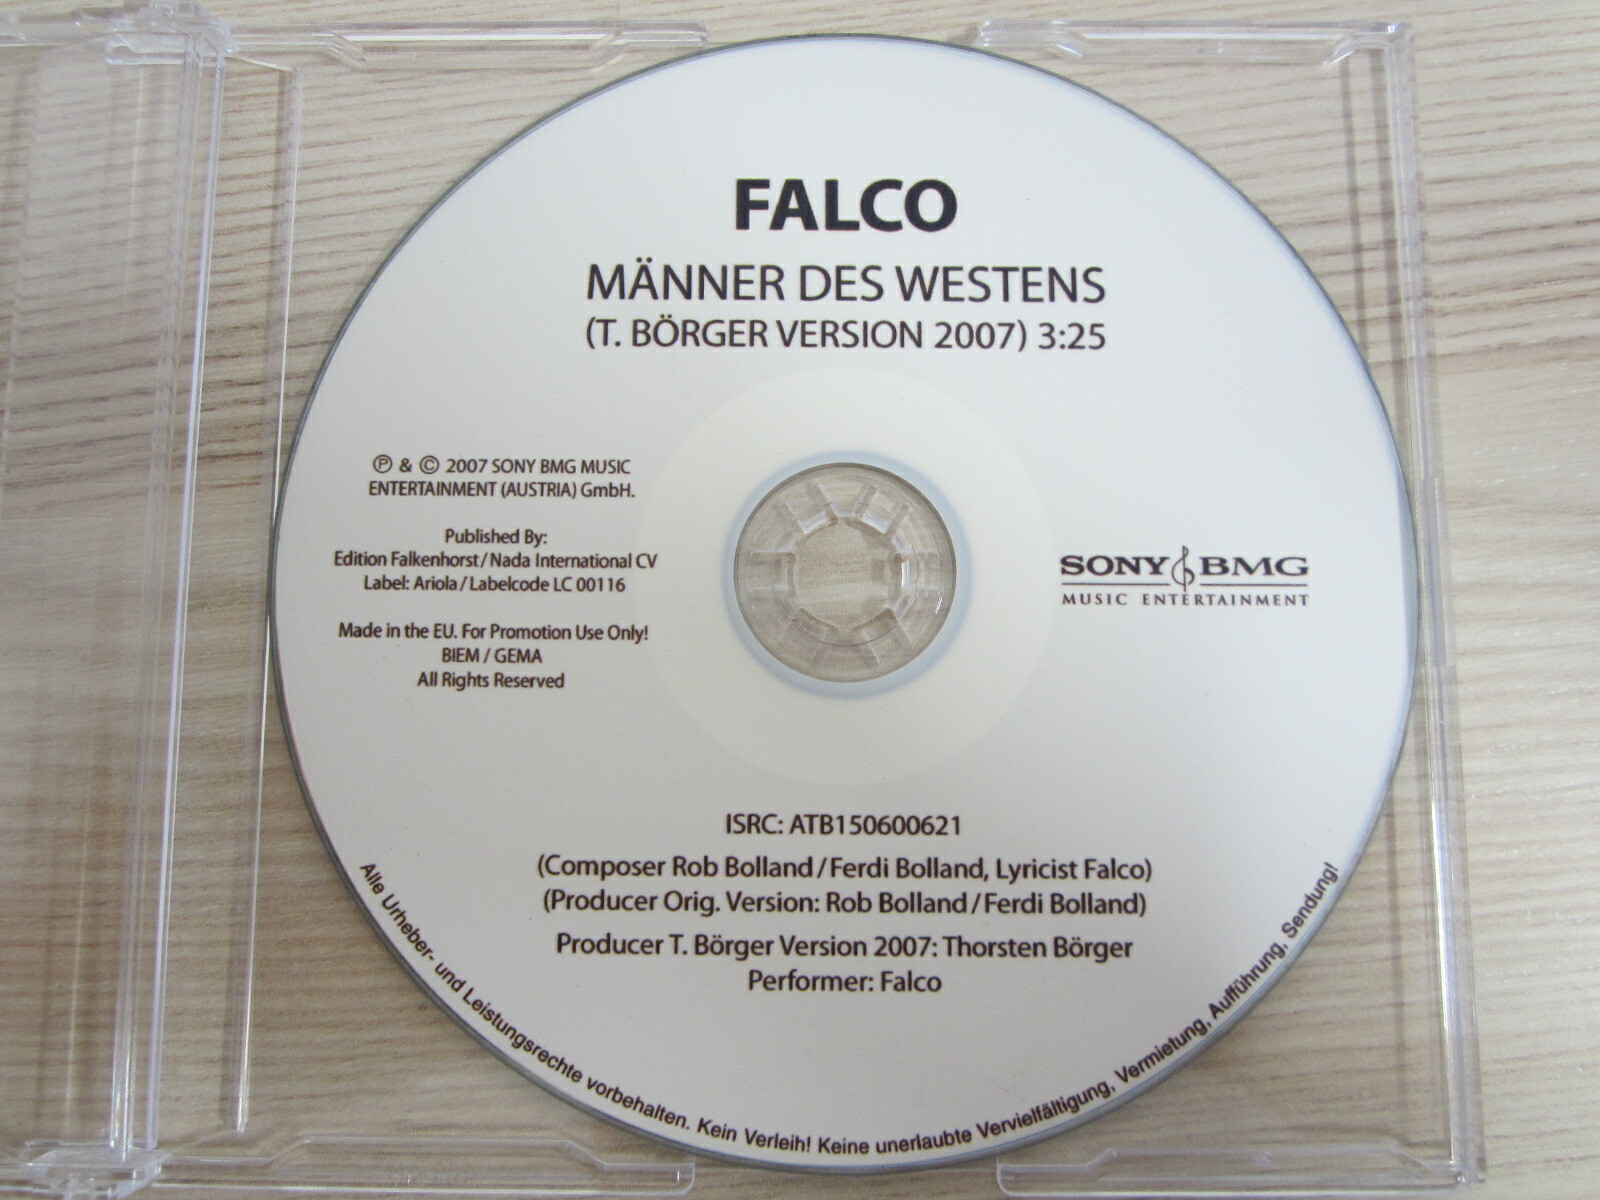 FALCO
MÄNNER DES WESTENS
(T. BÖRGER VERSION 2007) 3:25
℗ & © 2007 SONY BMG MUSIC
ENTERTAINMENT (AUSTRIA) GmbH.
Published By:
Edition Falkenhorst / Nada International CV
Label: Ariola / Labelcode LC 00116
Made in the EU. For Promotion Use Only!
BIEM / GEMA
All Rights Reserved
SONY BMG
MUSIC ENTERTAINMENT
ISRC: ATB150600621
(Composer Rob Bolland / Ferdi Bolland, Lyricist Falco)
(Producer Orig. Version: Rob Bolland / Ferdi Bolland)
Producer T. Börger Version 2007: Thorsten Börger
Performer: Falco
Alle Urheber- und Leistungsrechte vorbehalten. Kein Verleih! Keine unerlaubte Vervielfältigung, Vermietung, Aufführung, Sendung!